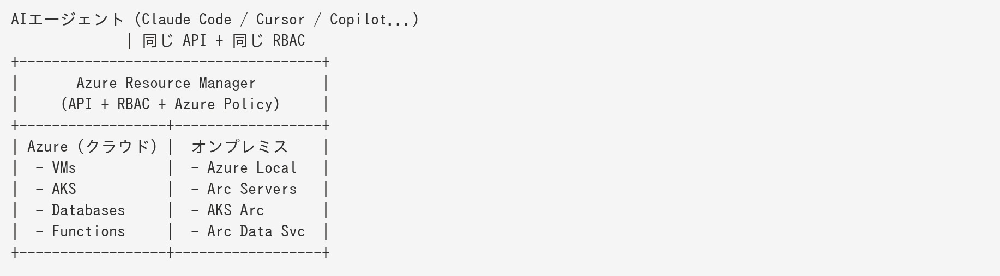 AIエージェント (Claude Code / Cursor / Copilot...)
              | 同じ API + 同じ RBAC
+-------------------------------------+
|       Azure Resource Manager        |
|     (API + RBAC + Azure Policy)     |
+------------------+------------------+
| Azure (クラウド) |  オンプレミス    |
|  - VMs           |  - Azure Local   |
|  - AKS           |  - Arc Servers   |
|  - Databases     |  - AKS Arc       |
|  - Functions     |  - Arc Data Svc  |
+------------------+------------------+